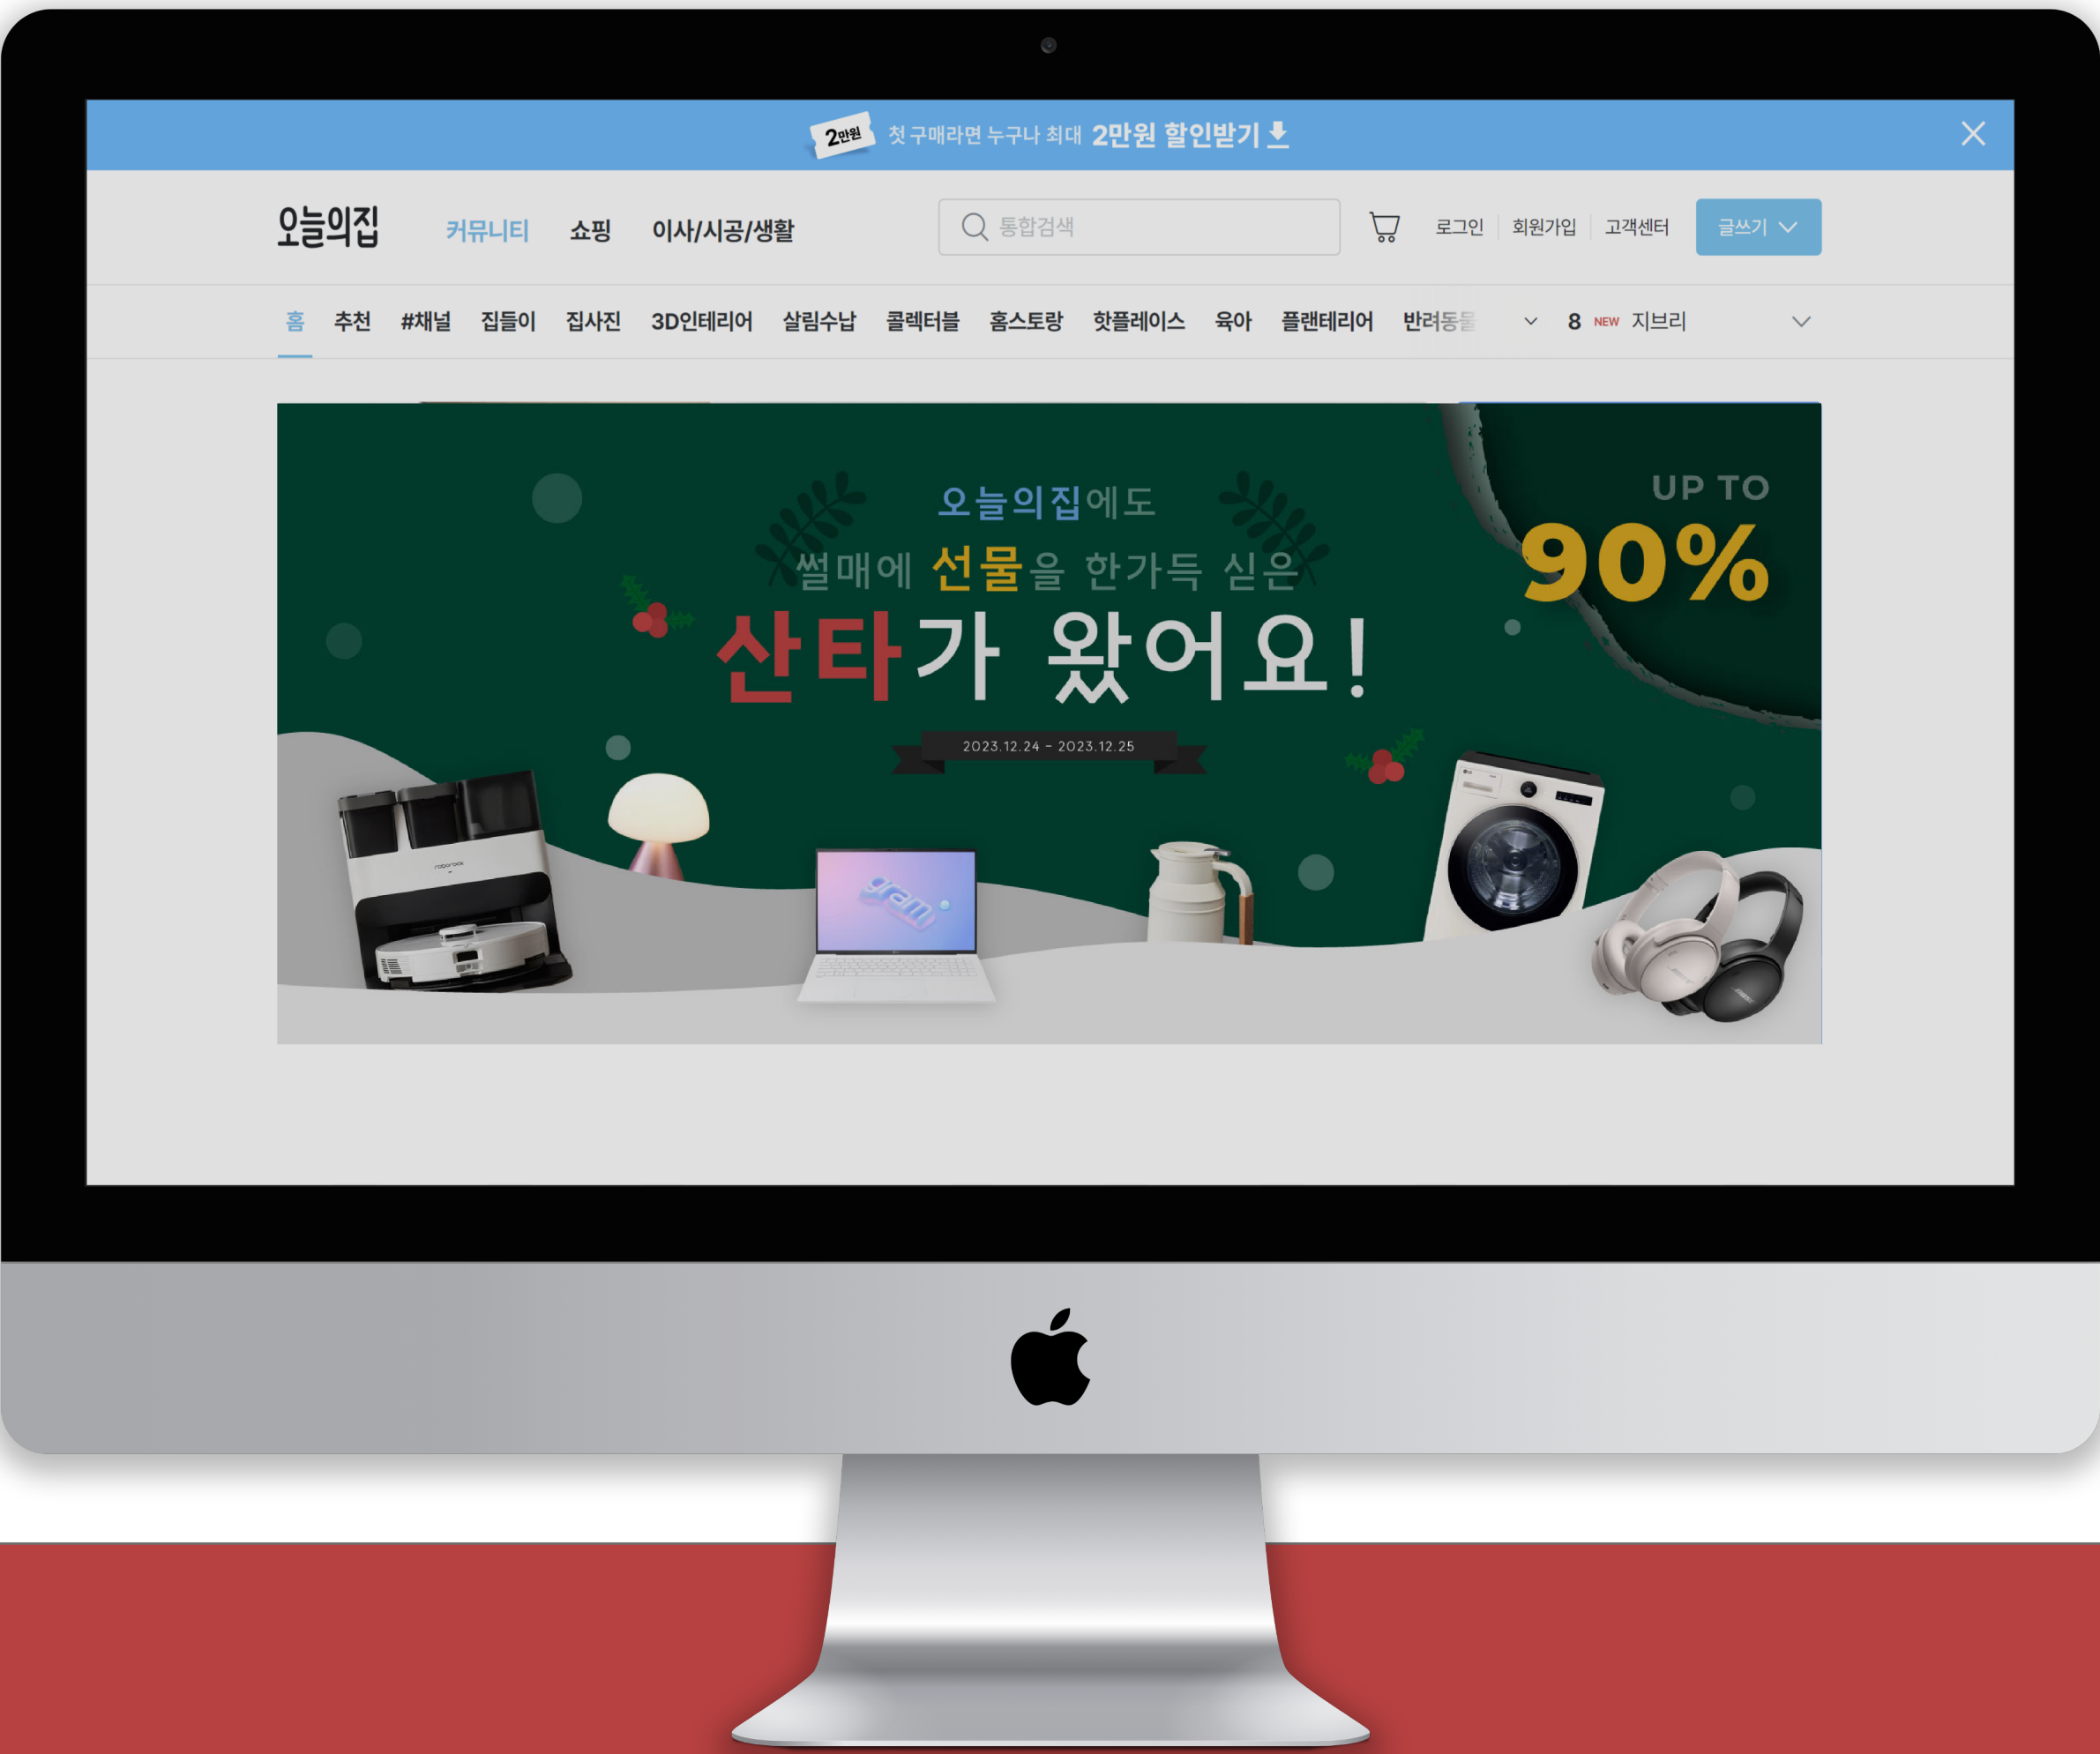 2만원 첫 구매라면 누구나 최대 2만원 할인받기
오늘의집 커뮤니티 쇼핑 이사/시공/생활 통합검색 로그인 회원가입 고객센터 글쓰기
홈 추천 #채널 집들이 집사진 3D인테리어 살림수납 콜렉터블 홈스토랑 핫플레이스 육아 플랜테리어 반려동물 8 NEW 지브리
오늘의집에도
썰매에 선물을 한가득 싣은
산타가 왔어요!
2023.12.24 - 2023.12.25
UP TO
90%
roborock
gram